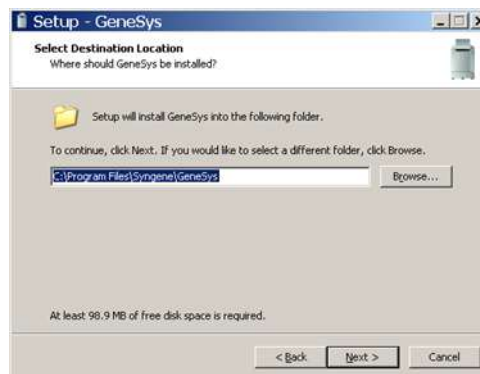 Setup - GeneSys
Select Destination Location
Where should GeneSys be installed?
Setup will install GeneSys into the following folder.
To continue, click Next. If you would like to select a different folder, click Browse.
C:\Program Files\Syngene\GeneSys
Browse...
At least 98.9 MB of free disk space is required.
< Back
Next >
Cancel